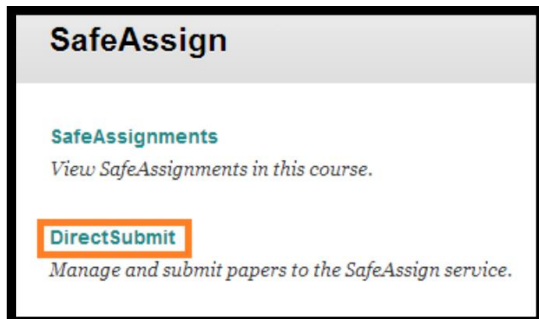 SafeAssign
SafeAssignments
View SafeAssignments in this course.
DirectSubmit
Manage and submit papers to the SafeAssign service.